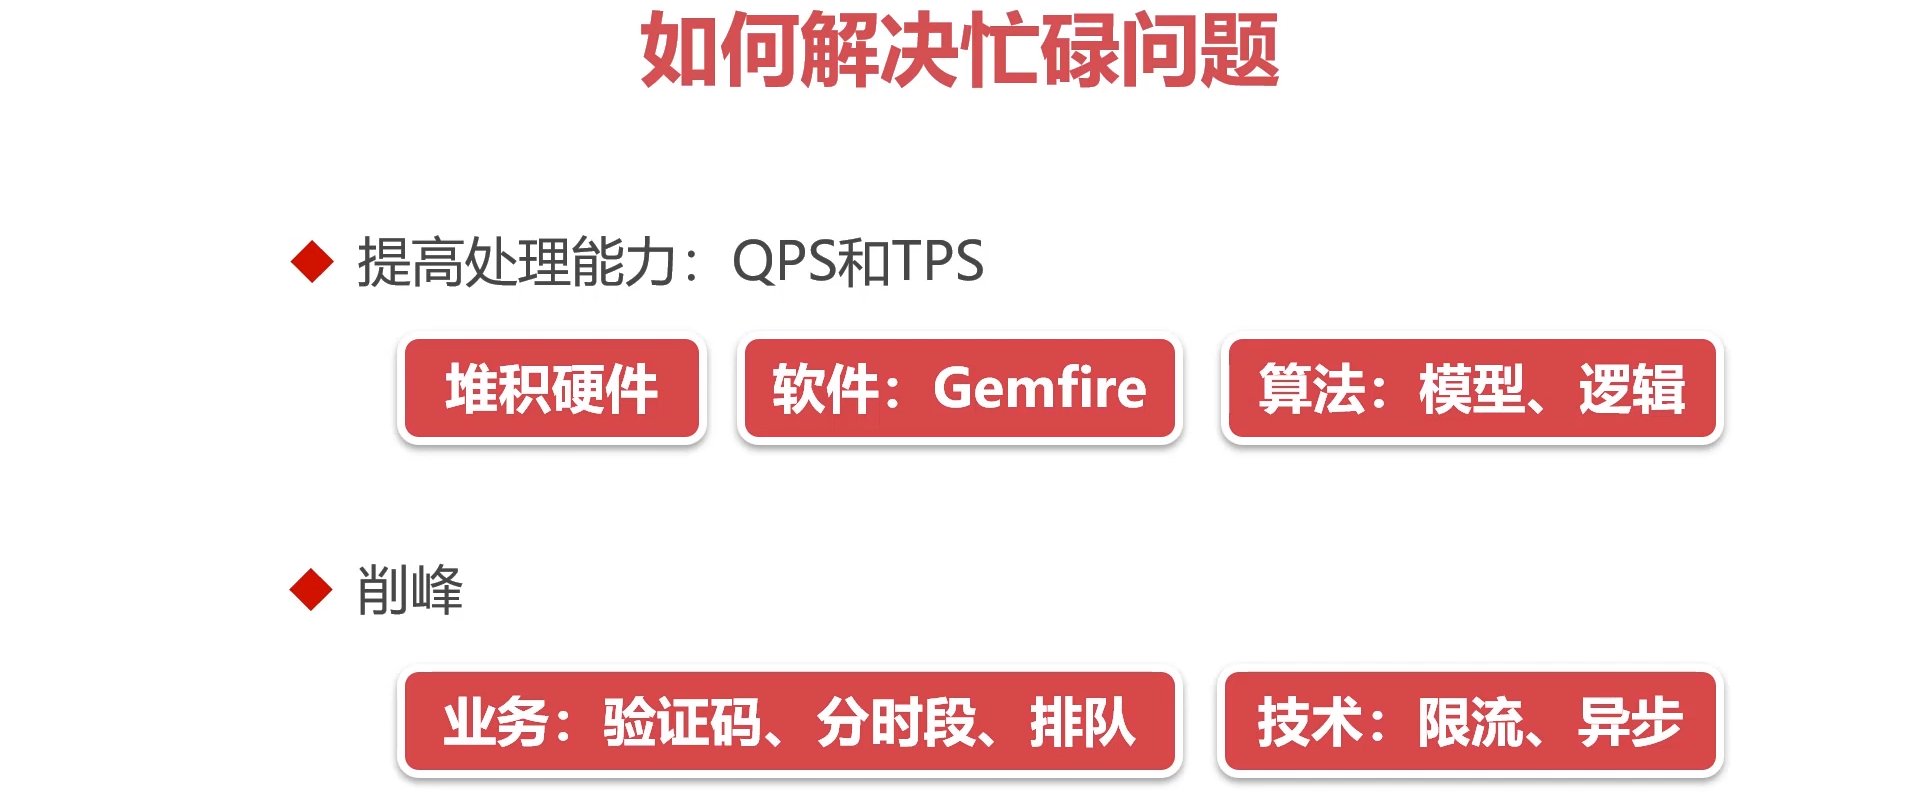 如何解决忙碌问题
提高处理能力：QPS和TPS
堆积硬件
软件：Gemfire
算法：模型、逻辑
削峰
业务：验证码、分时段、排队
技术：限流、异步